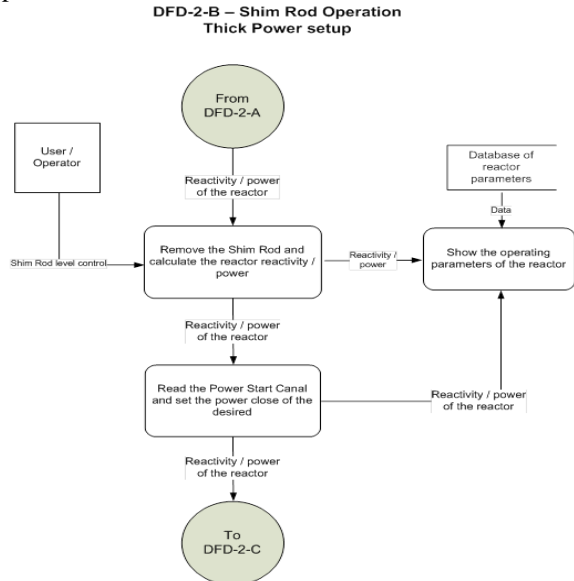 DFD-2-B – Shim Rod Operation
Thick Power setup
From
DFD-2-A
User /
Operator
Database of
reactor
parameters
Reactivity / power
of the reactor
Data
Remove the Shim Rod and
calculate the reactor reactivity /
power
Shim Rod level control
Reactivity /
power
Show the operating
parameters of the reactor
Reactivity / power
of the reactor
Read the Power Start Canal
and set the power close of the
desired
Reactivity / power
of the reactor
Reactivity / power
of the reactor
To
DFD-2-C